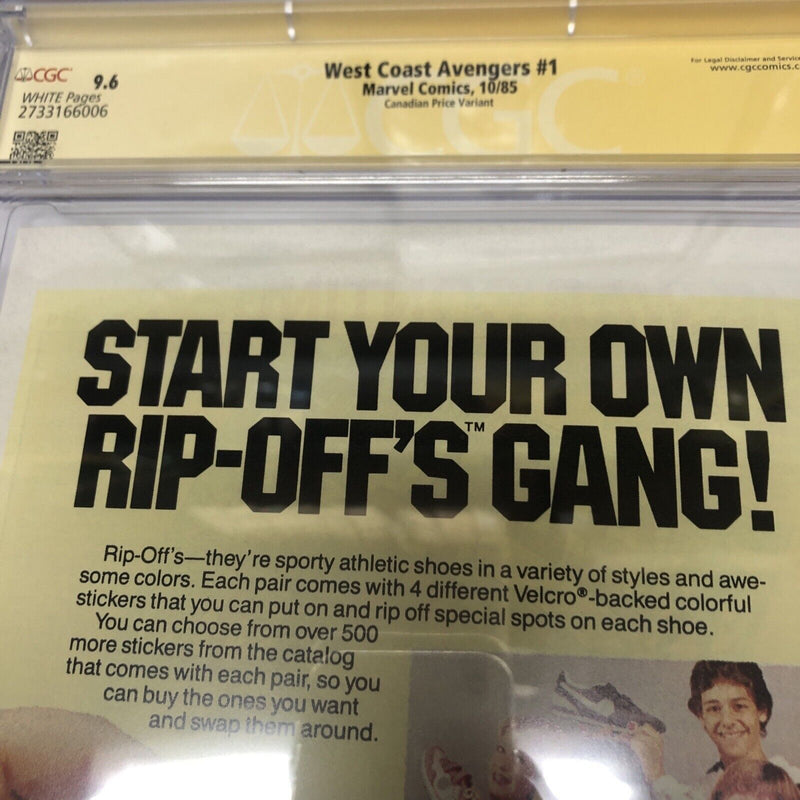 CGC 9.6
WHITE Pages
2733166006
West Coast Avengers #1
Marvel Comics, 10/85
Canadian Price Variant
For Legal Disclaimer and Service
www.cgccomics.c
CGC
START YOUR OWN
RIP-OFF'S™ GANG!
Rip-Off's—they're sporty athletic shoes in a variety of styles and awe-
some colors. Each pair comes with 4 different Velcro®-backed colorful
stickers that you can put on and rip off special spots on each shoe.
You can choose from over 500
more stickers from the catalog
that comes with each pair, so you
can buy the ones you want
and swap them around.